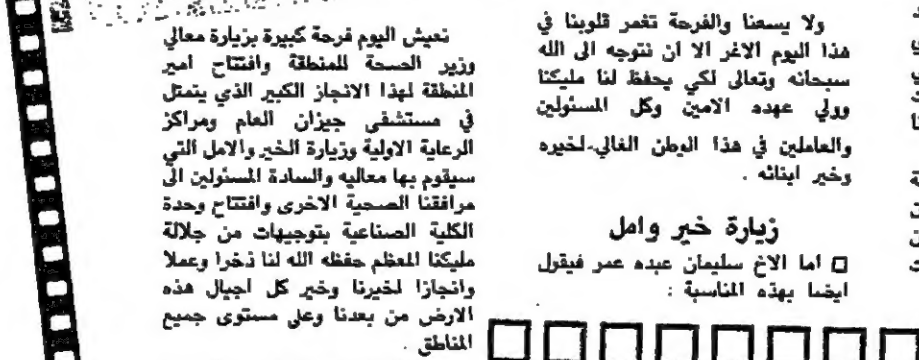 ولا يسعنا والفرحة تغمر قلوبنا في
هذا اليوم الاغر الا ان نتوجه الى الله
سبحانه وتعالى لكي يحفظ لنا مليكنا
وولي عهده الامين وكل المسئولين
والعاملين في هذا الوطن الغالي لخيره
وخير ابنائه .
زيارة خير وامل
□ أما الاخ سليمان عبده عمر فيقول
ايضا بهذه المناسبة :
نعيش اليوم فرحة كبيرة بزيارة معالي
وزير الصحة للمنطقة وافتتاح امير
المنطقة لهذا الانجاز الكبير الذي يتمثل
في مستشفى جيزان العام ومراكز
الرعاية الاولية وزيارة الخير والامل التي
سيقوم بها معاليه والسادة المسئولين الى
مرافقنا الصحية الاخرى وافتتاح وحدة
الكلية الصناعية بتوجيهات من جلالة
مليكنا المعظم حفظه الله لنا ذخرا وعملا
وانجازا لخيرنا وخير كل اجيال هذه
الارض من بعدنا وعلى مستوى جميع
المناطق .